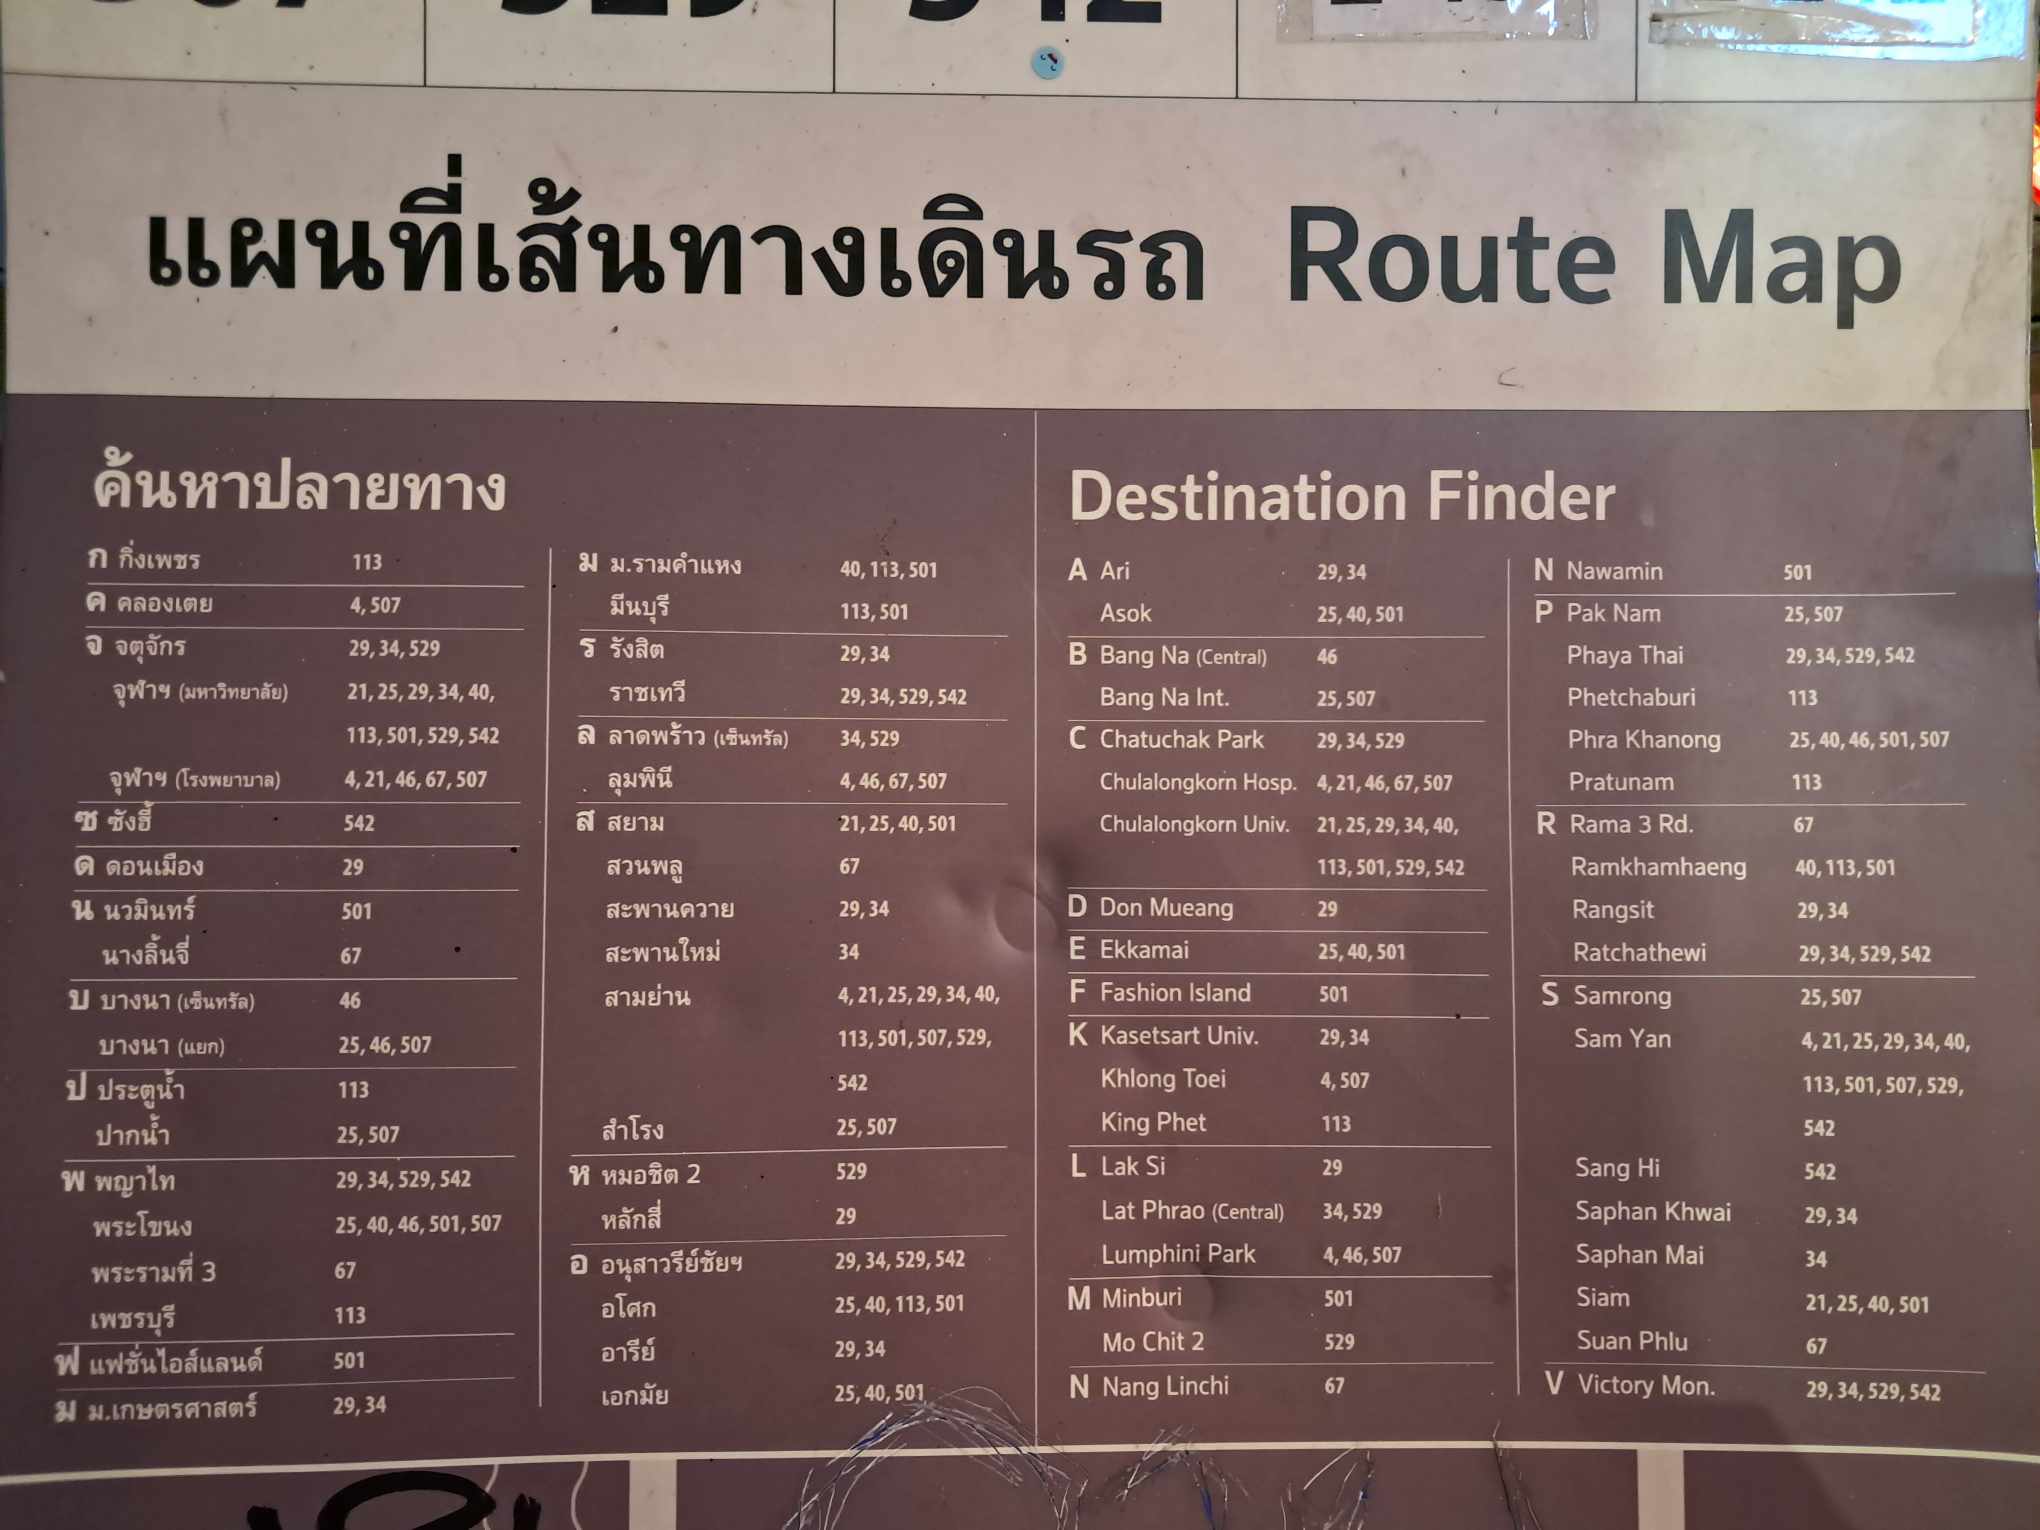 529
542
แผนที่เส้นทางเดินรถ Route Map
ค้นหาปลายทาง
ก กิ่งเพชร 113
ค คลองเตย 4, 507
จ จตุจักร 29, 34, 529
จุฬาฯ (มหาวิทยาลัย) 21, 25, 29, 34, 40,
113, 501, 529, 542
จุฬาฯ (โรงพยาบาล) 4, 21, 46, 67, 507
ซ ซังฮี้ 542
ด ดอนเมือง 29
น นวมินทร์ 501
นางลิ้นจี่ 67
บ บางนา (เซ็นทรัล) 46
บางนา (แยก) 25, 46, 507
ป ประตูน้ำ 113
ปากน้ำ 25, 507
พ พญาไท 29, 34, 529, 542
พระโขนง 25, 40, 46, 501, 507
พระรามที่ 3 67
เพชรบุรี 113
ฟ แฟชั่นไอส์แลนด์ 501
ม ม.เกษตรศาสตร์ 29, 34
ม ม.รามคำแหง 40, 113, 501
มีนบุรี 113, 501
ร รังสิต 29, 34
ราชเทวี 29, 34, 529, 542
ล ลาดพร้าว (เซ็นทรัล) 34, 529
ลุมพินี 4, 46, 67, 507
ส สยาม 21, 25, 40, 501
สวนพลู 67
สะพานควาย 29, 34
สะพานใหม่ 34
สามย่าน 4, 21, 25, 29, 34, 40,
113, 501, 507, 529,
542
สำโรง 25, 507
ห หมอชิต 2 529
หลักสี่ 29
อ อนุสาวรีย์ชัยฯ 29, 34, 529, 542
อโศก 25, 40, 113, 501
อารีย์ 29, 34
เอกมัย 25, 40, 501
Destination Finder
A Ari 29, 34
Asok 25, 40, 501
B Bang Na (Central) 46
Bang Na Int. 25, 507
C Chatuchak Park 29, 34, 529
Chulalongkorn Hosp. 4, 21, 46, 67, 507
Chulalongkorn Univ. 21, 25, 29, 34, 40,
113, 501, 529, 542
D Don Mueang 29
E Ekkamai 25, 40, 501
F Fashion Island 501
K Kasetsart Univ. 29, 34
Khlong Toei 4, 507
King Phet 113
L Lak Si 29
Lat Phrao (Central) 34, 529
Lumphini Park 4, 46, 507
M Minburi 501
Mo Chit 2 529
N Nang Linchi 67
N Nawamin 501
P Pak Nam 25, 507
Phaya Thai 29, 34, 529, 542
Phetchaburi 113
Phra Khanong 25, 40, 46, 501, 507
Pratunam 113
R Rama 3 Rd. 67
Ramkhamhaeng 40, 113, 501
Rangsit 29, 34
Ratchathewi 29, 34, 529, 542
S Samrong 25, 507
Sam Yan 4, 21, 25, 29, 34, 40,
113, 501, 507, 529,
542
Sang Hi 542
Saphan Khwai 29, 34
Saphan Mai 34
Siam 21, 25, 40, 501
Suan Phlu 67
V Victory Mon. 29, 34, 529, 542